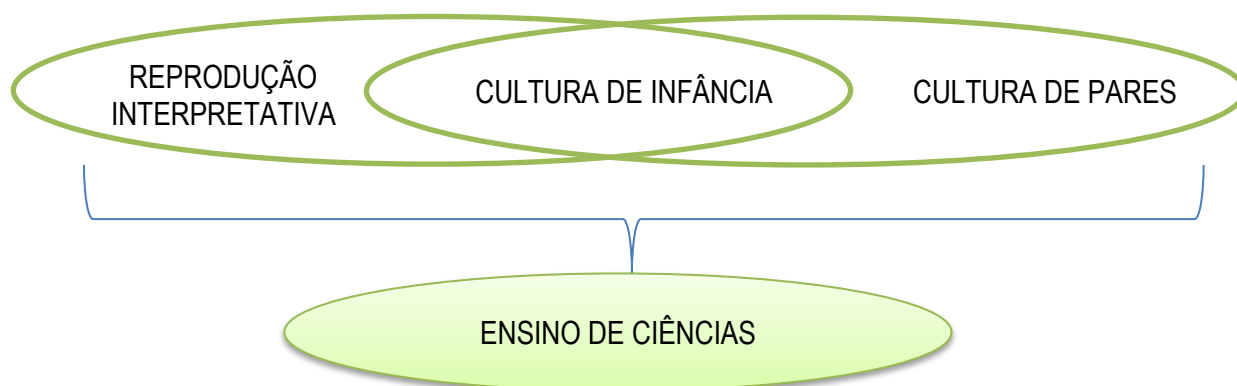 REPRODUÇÃO
INTERPRETATIVA
CULTURA DE INFÂNCIA
CULTURA DE PARES
ENSINO DE CIÊNCIAS